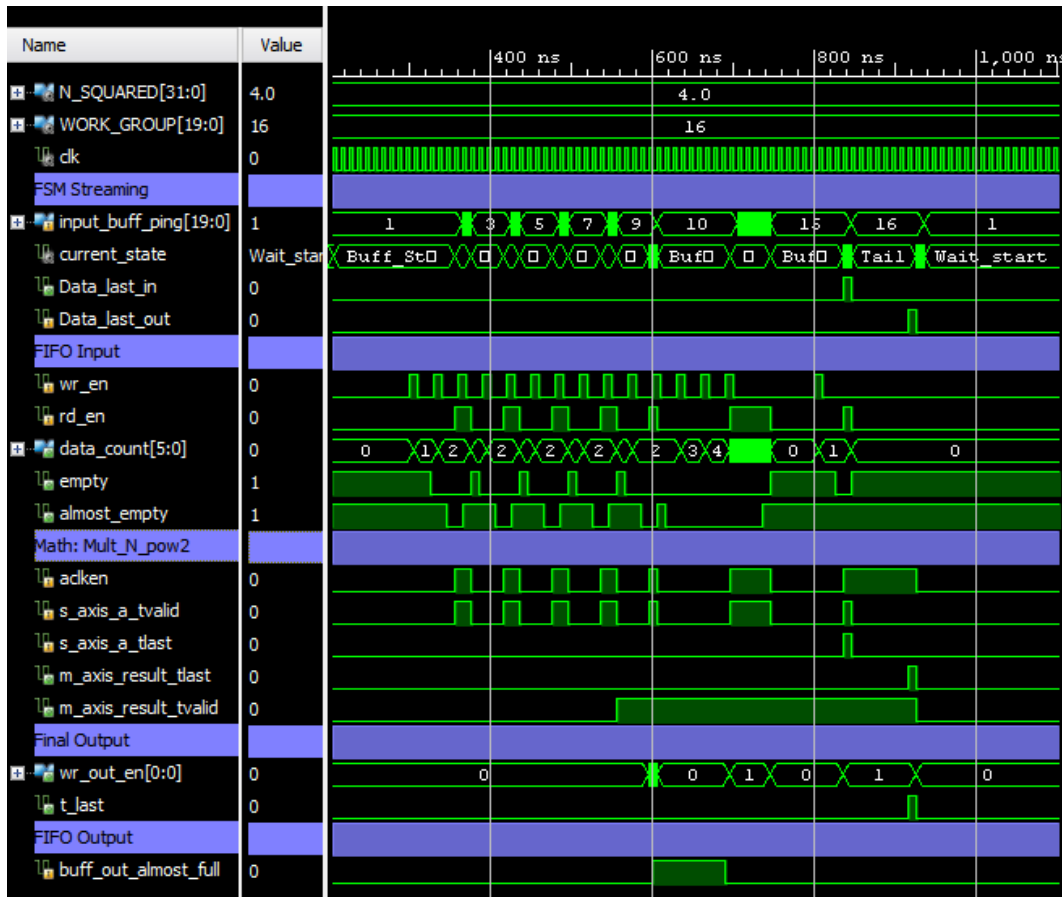 Name Value
400 ns 600 ns 800 ns 1,000 ns
N_SQUARED[31:0] 4.0 4.0
WORK_GROUP[19:0] 16 16
clk 0
FSM Streaming
input_buff_ping[19:0] 1 1 3 5 7 9 10 15 16 1
current_state Wait_star Buff_St Buf Buf Tail Wait_start
Data_last_in 0
Data_last_out 0
FIFO Input
wr_en 0
rd_en 0
data_count[5:0] 0 0 1 2 2 2 2 2 3 4 0 1 0
empty 1
almost_empty 1
Math: Mult_N_pow2
aclken 0
s_axis_a_tvalid 0
s_axis_a_tlast 0
m_axis_result_tlast 0
m_axis_result_tvalid 0
Final Output
wr_out_en[0:0] 0 0 0 1 0 1 0
t_last 0
FIFO Output
buff_out_almost_full 0